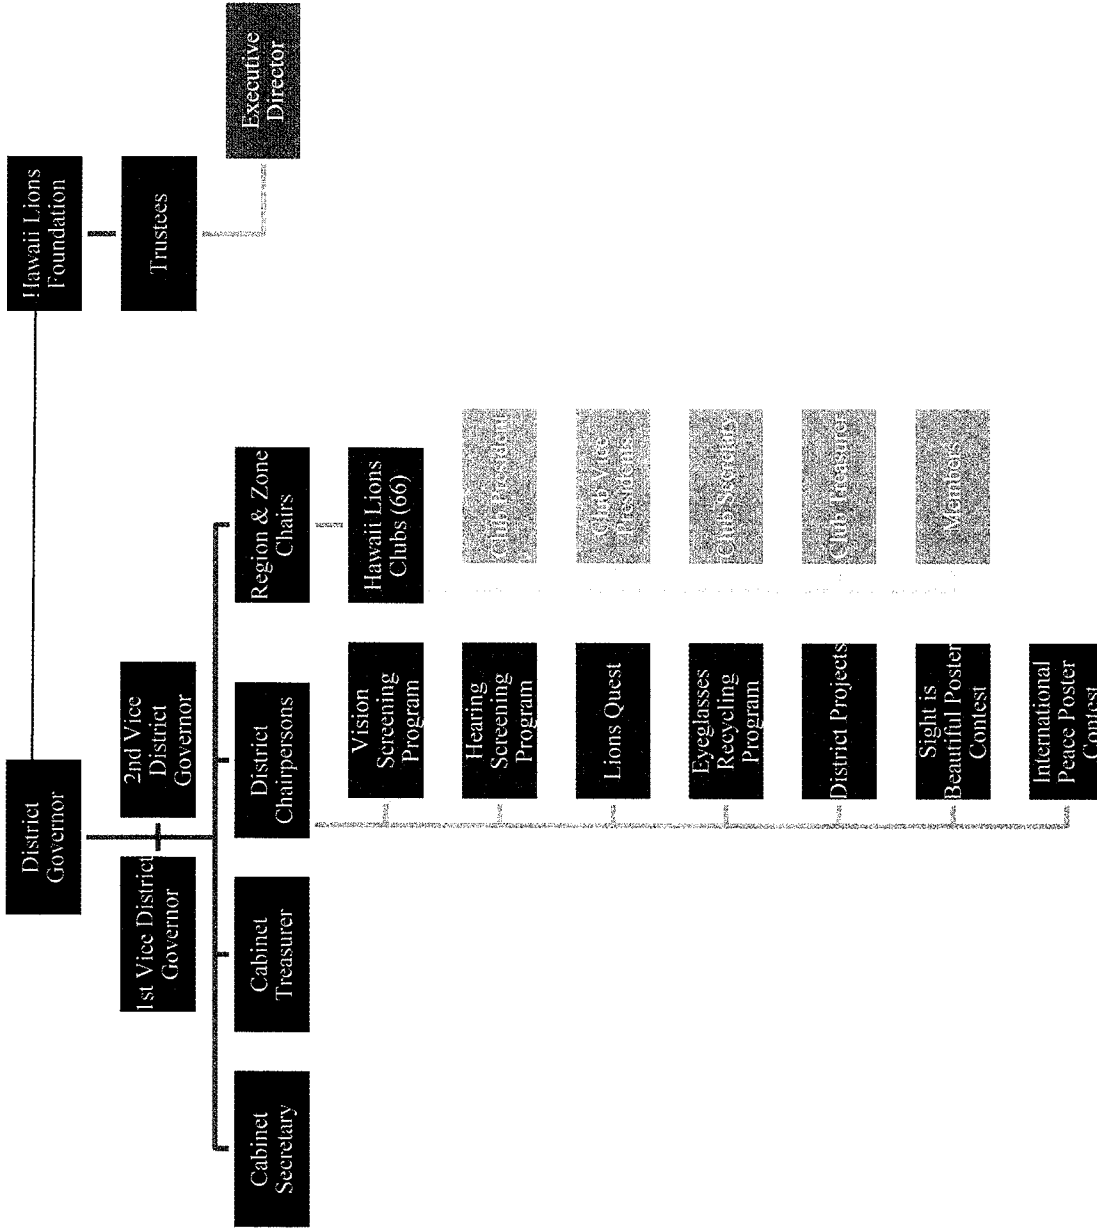 District
Governor
Hawaii Lions
Foundation
1st Vice District
Governor
2nd Vice
District
Governor
Trustees
Cabinet
Secretary
Cabinet
Treasurer
District
Chairpersons
Region & Zone
Chairs
Executive
Director
Vision
Screening
Program
Hawaii Lions
Clubs (66)
Hearing
Screening
Program
Club President
Lions Quest
Club Vice
Presidents
Eyeglasses
Recycling
Program
Club Secretary
District Projects
Club Treasurer
Sight is
Beautiful Poster
Contest
Members
International
Peace Poster
Contest